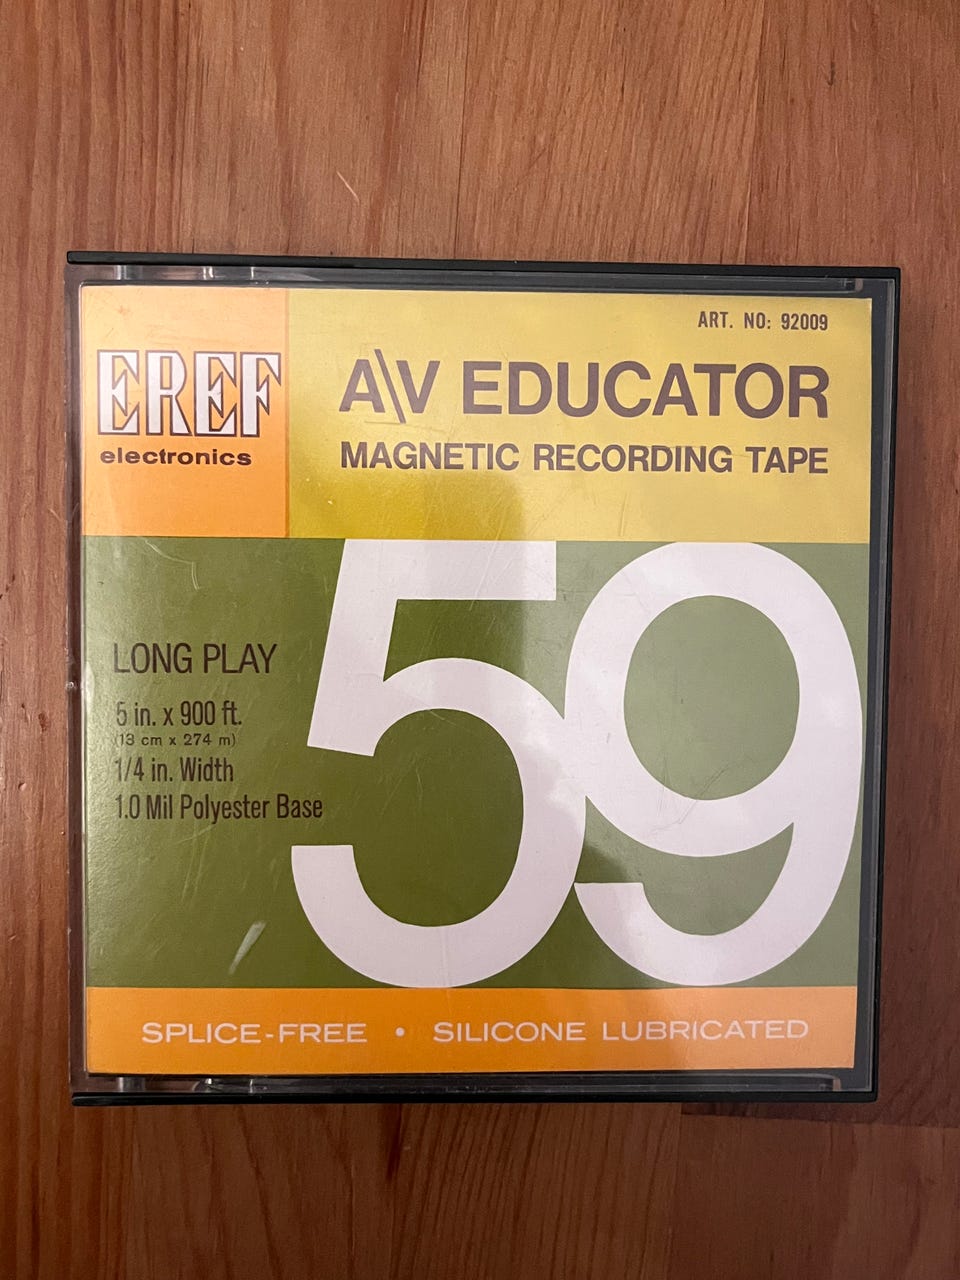 ART. NO: 92009
EREF
electronics
A\V EDUCATOR
MAGNETIC RECORDING TAPE
59
LONG PLAY
5 in. x 900 ft.
(13 cm x 274 m)
1/4 in. Width
1.0 Mil Polyester Base
SPLICE-FREE • SILICONE LUBRICATED